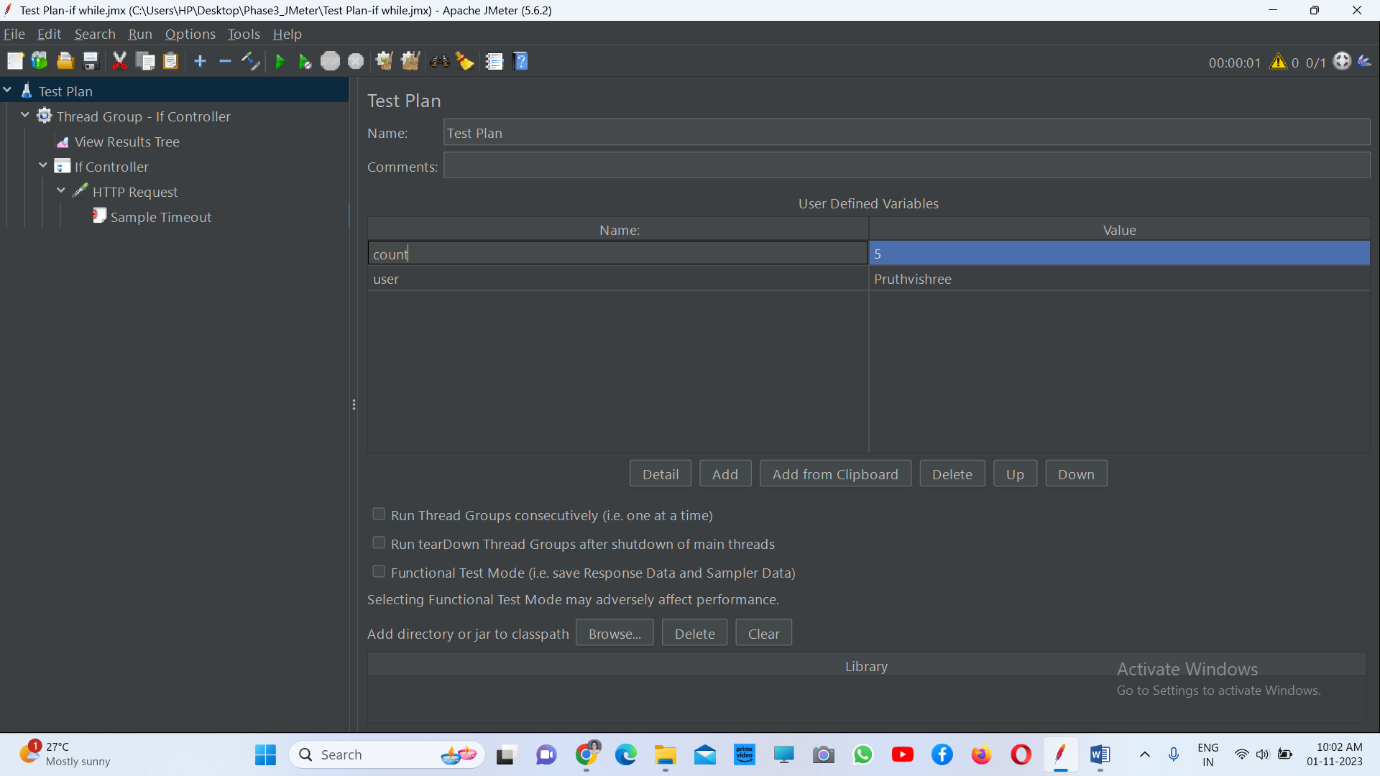 Test Plan-if while.jmx (C:\Users\HP\Desktop\Phase3_JMeter\Test Plan-if while.jmx) - Apache JMeter (5.6.2)
File Edit Search Run Options Tools Help
00:00:01 0 0/1
Test Plan
Thread Group - If Controller
View Results Tree
If Controller
HTTP Request
Sample Timeout
Test Plan
Name: Test Plan
Comments:
User Defined Variables
Name: Value
count 5
user Pruthvishree
Detail Add Add from Clipboard Delete Up Down
Run Thread Groups consecutively (i.e. one at a time)
Run tearDown Thread Groups after shutdown of main threads
Functional Test Mode (i.e. save Response Data and Sampler Data)
Selecting Functional Test Mode may adversely affect performance.
Add directory or jar to classpath Browse... Delete Clear
Library
Activate Windows
Go to Settings to activate Windows.
1 27°C
Mostly sunny
Search
prime video
ENG
IN
10:02 AM
01-11-2023